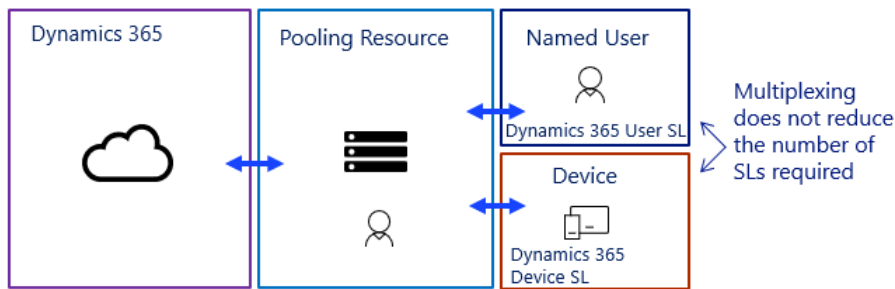 Dynamics 365
Pooling Resource
Named User
Dynamics 365 User SL
Device
Dynamics 365
Device SL
Multiplexing
does not reduce
the number of
SLs required